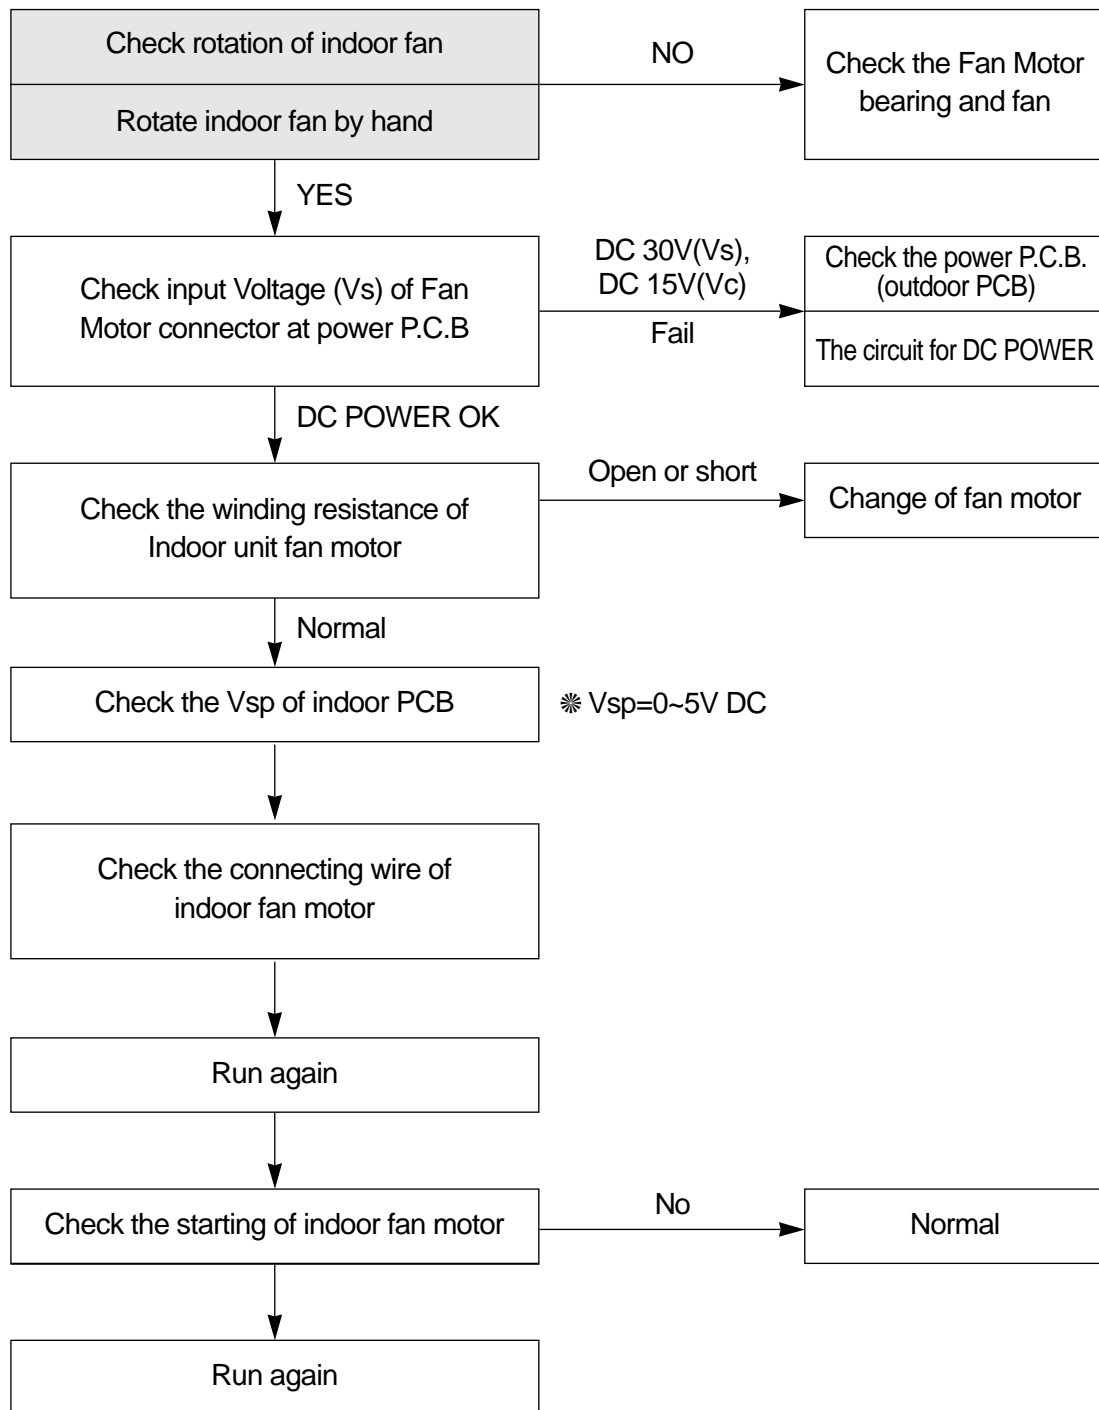 Check rotation of indoor fan
Rotate indoor fan by hand
NO
Check the Fan Motor
bearing and fan
YES
Check input Voltage (Vs) of Fan
Motor connector at power P.C.B
DC 30V(Vs),
DC 15V(Vc)
Fail
Check the power P.C.B.
(outdoor PCB)
The circuit for DC POWER
DC POWER OK
Check the winding resistance of
Indoor unit fan motor
Open or short
Change of fan motor
Normal
Check the Vsp of indoor PCB
❋ Vsp=0~5V DC
Check the connecting wire of
indoor fan motor
Run again
Check the starting of indoor fan motor
No
Normal
Run again